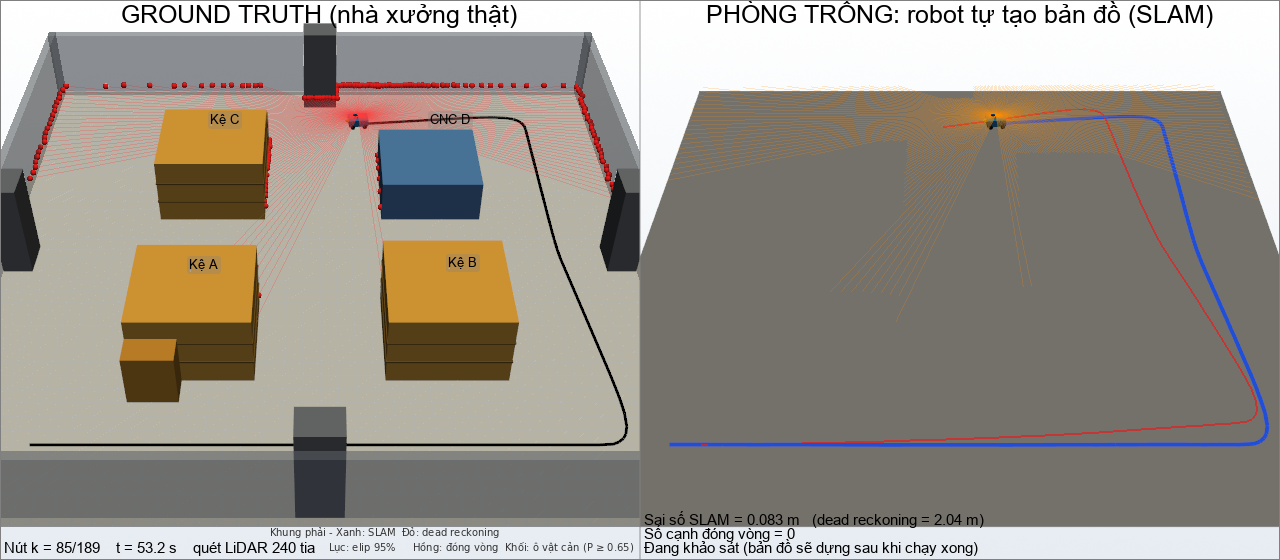 GROUND TRUTH (nhà xưởng thật)
PHÒNG TRỐNG: robot tự tạo bản đồ (SLAM)
Kệ C
CNC D
Kệ A
Kệ B
Khung phải - Xanh: SLAM Đỏ: dead reckoning
Nút k = 85/189 t = 53.2 s quét LiDAR 240 tia
Lục: elip 95% Hồng: đóng vòng Khối: ô vật cản (P ≥ 0.65)
Sai số SLAM = 0.083 m (dead reckoning = 2.04 m)
Số cạnh đóng vòng = 0
Đang khảo sát (bản đồ sẽ dựng sau khi chạy xong)